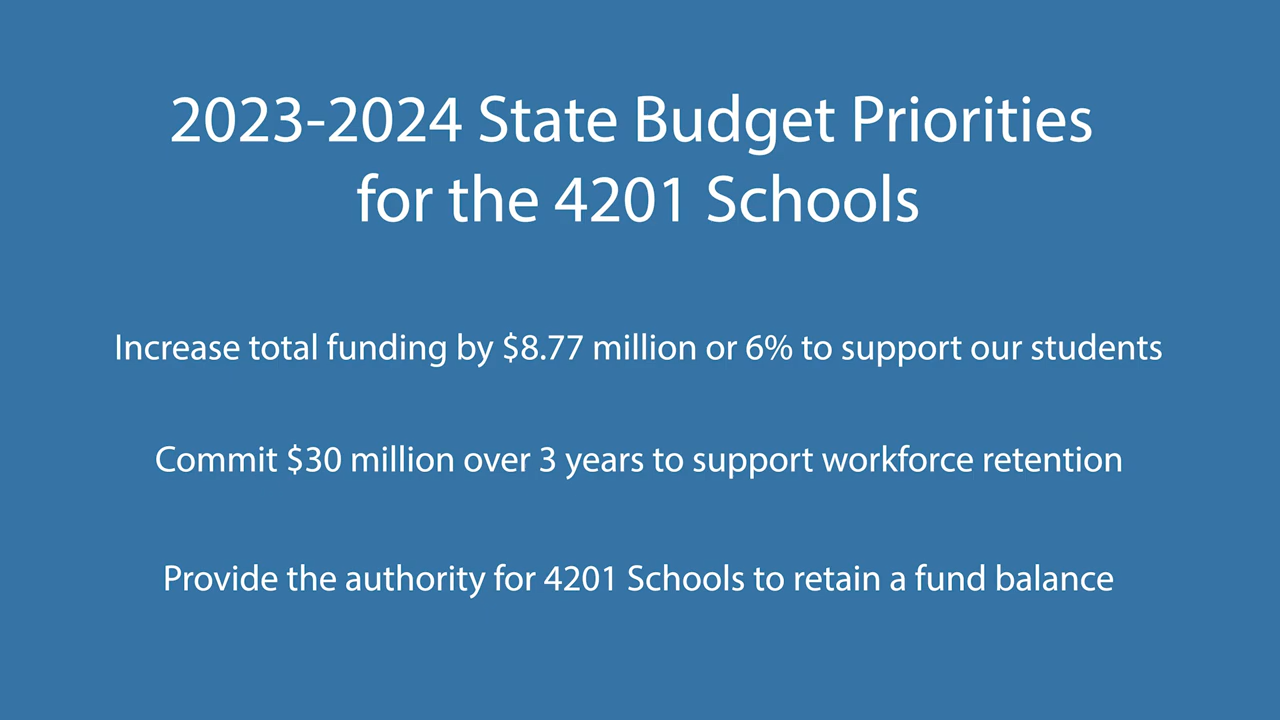 2023-2024 State Budget Priorities
for the 4201 Schools
Increase total funding by $8.77 million or 6% to support our students
Commit $30 million over 3 years to support workforce retention
Provide the authority for 4201 Schools to retain a fund balance